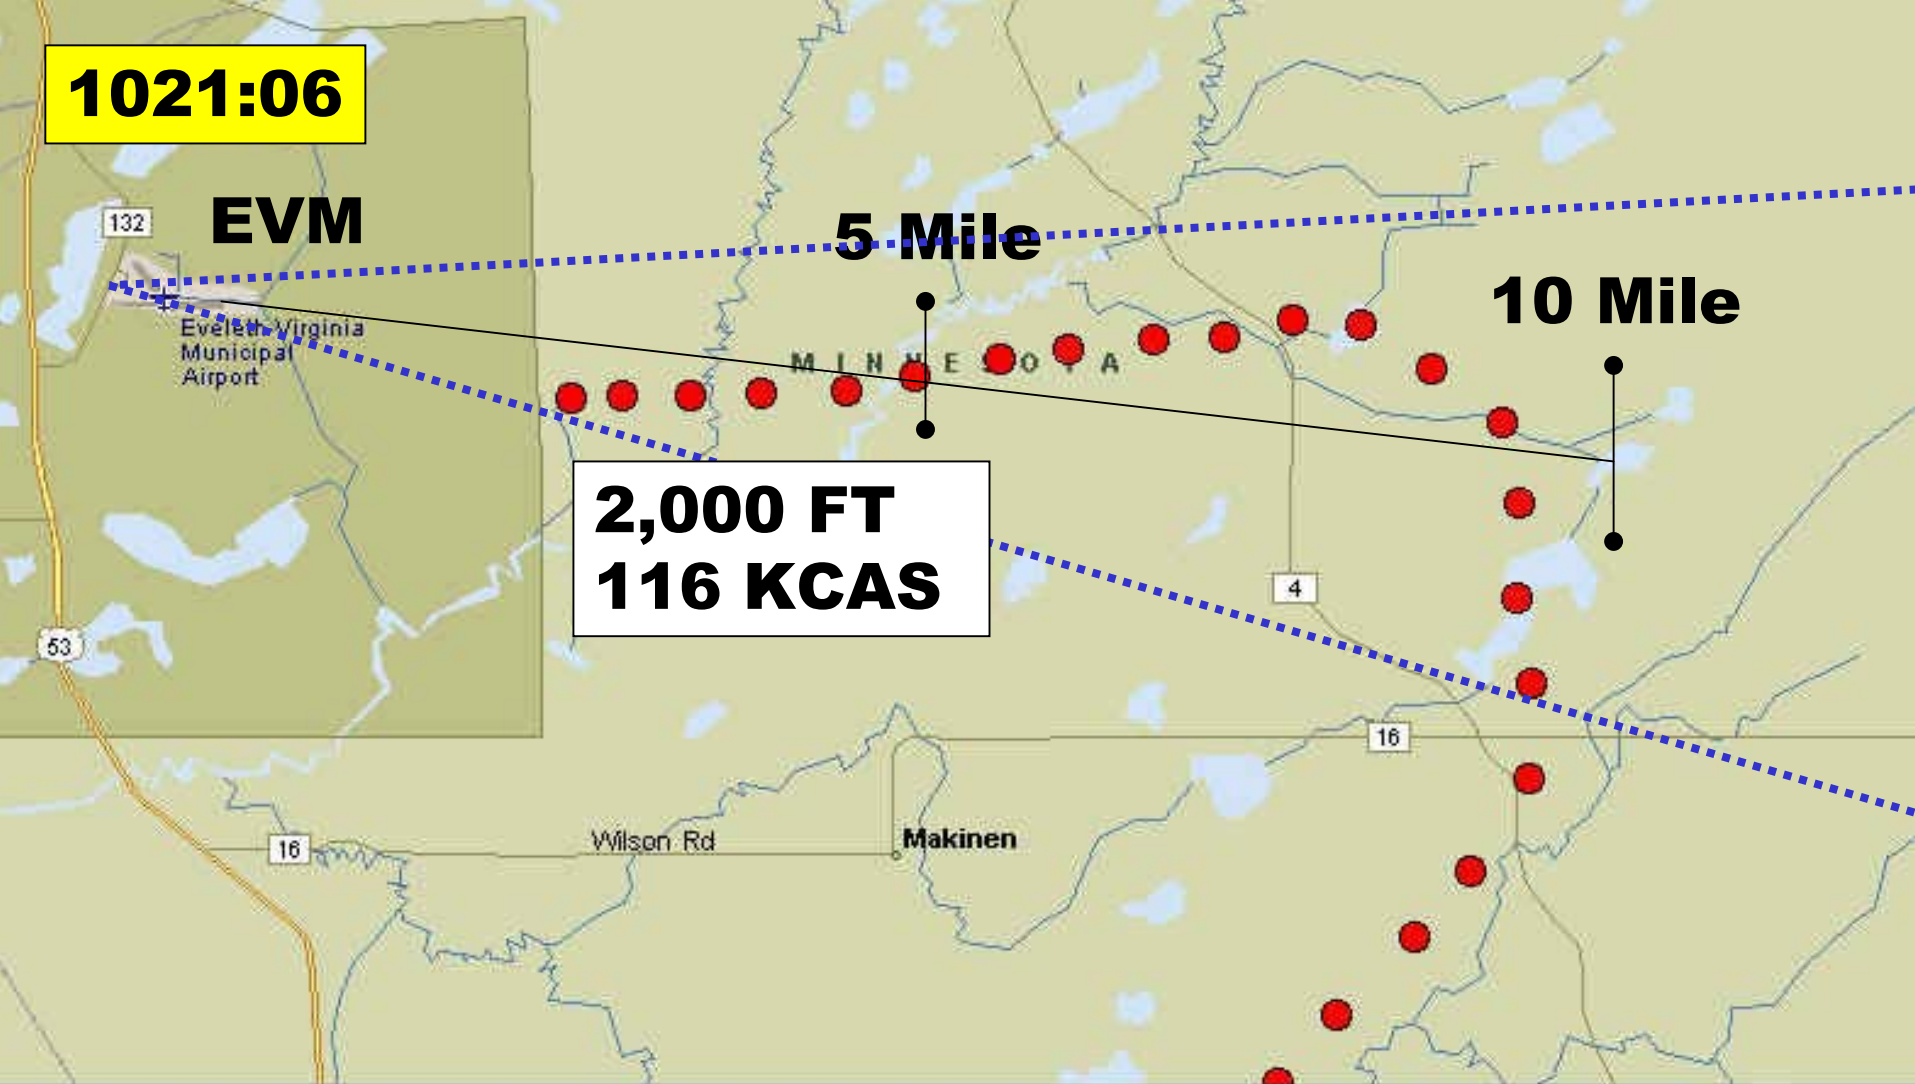 1021:06
132
EVM
5 Mile
10 Mile
Eveleth-Virginia
Municipal
Airport
MINNESOTA
2,000 FT
116 KCAS
4
53
16
16
Wilson Rd
Makinen